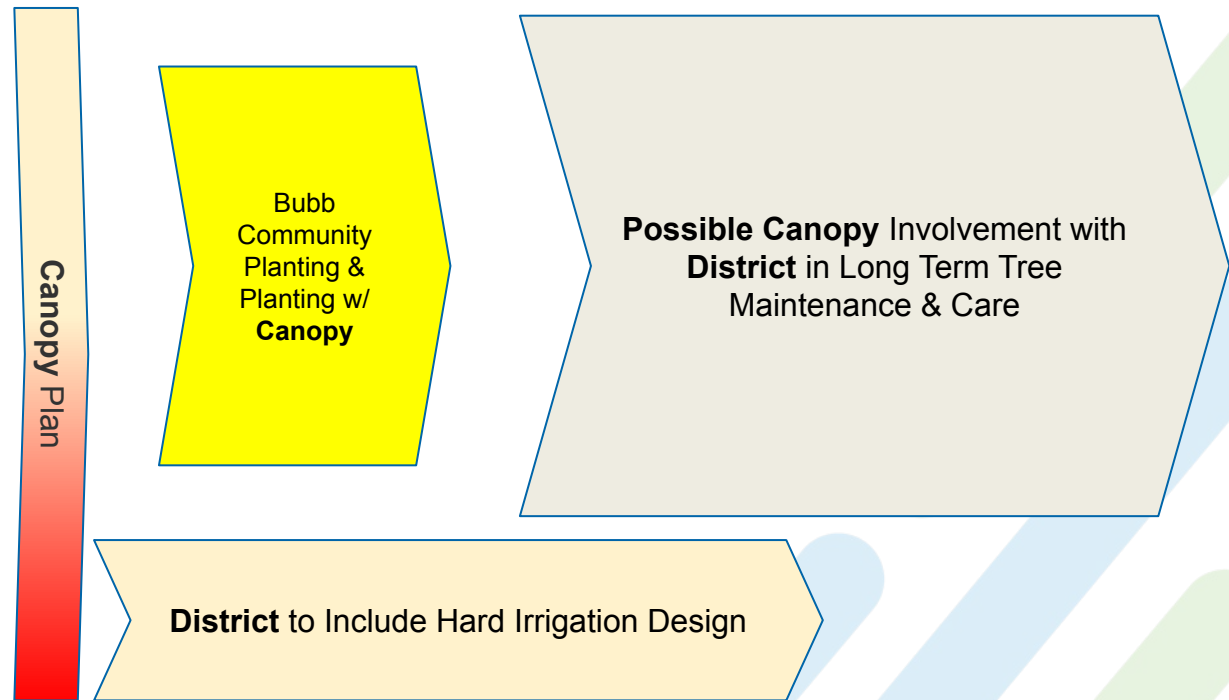 Canopy Plan
Bubb
Community
Planting &
Planting w/
Canopy
Possible Canopy Involvement with
District in Long Term Tree
Maintenance & Care
District to Include Hard Irrigation Design